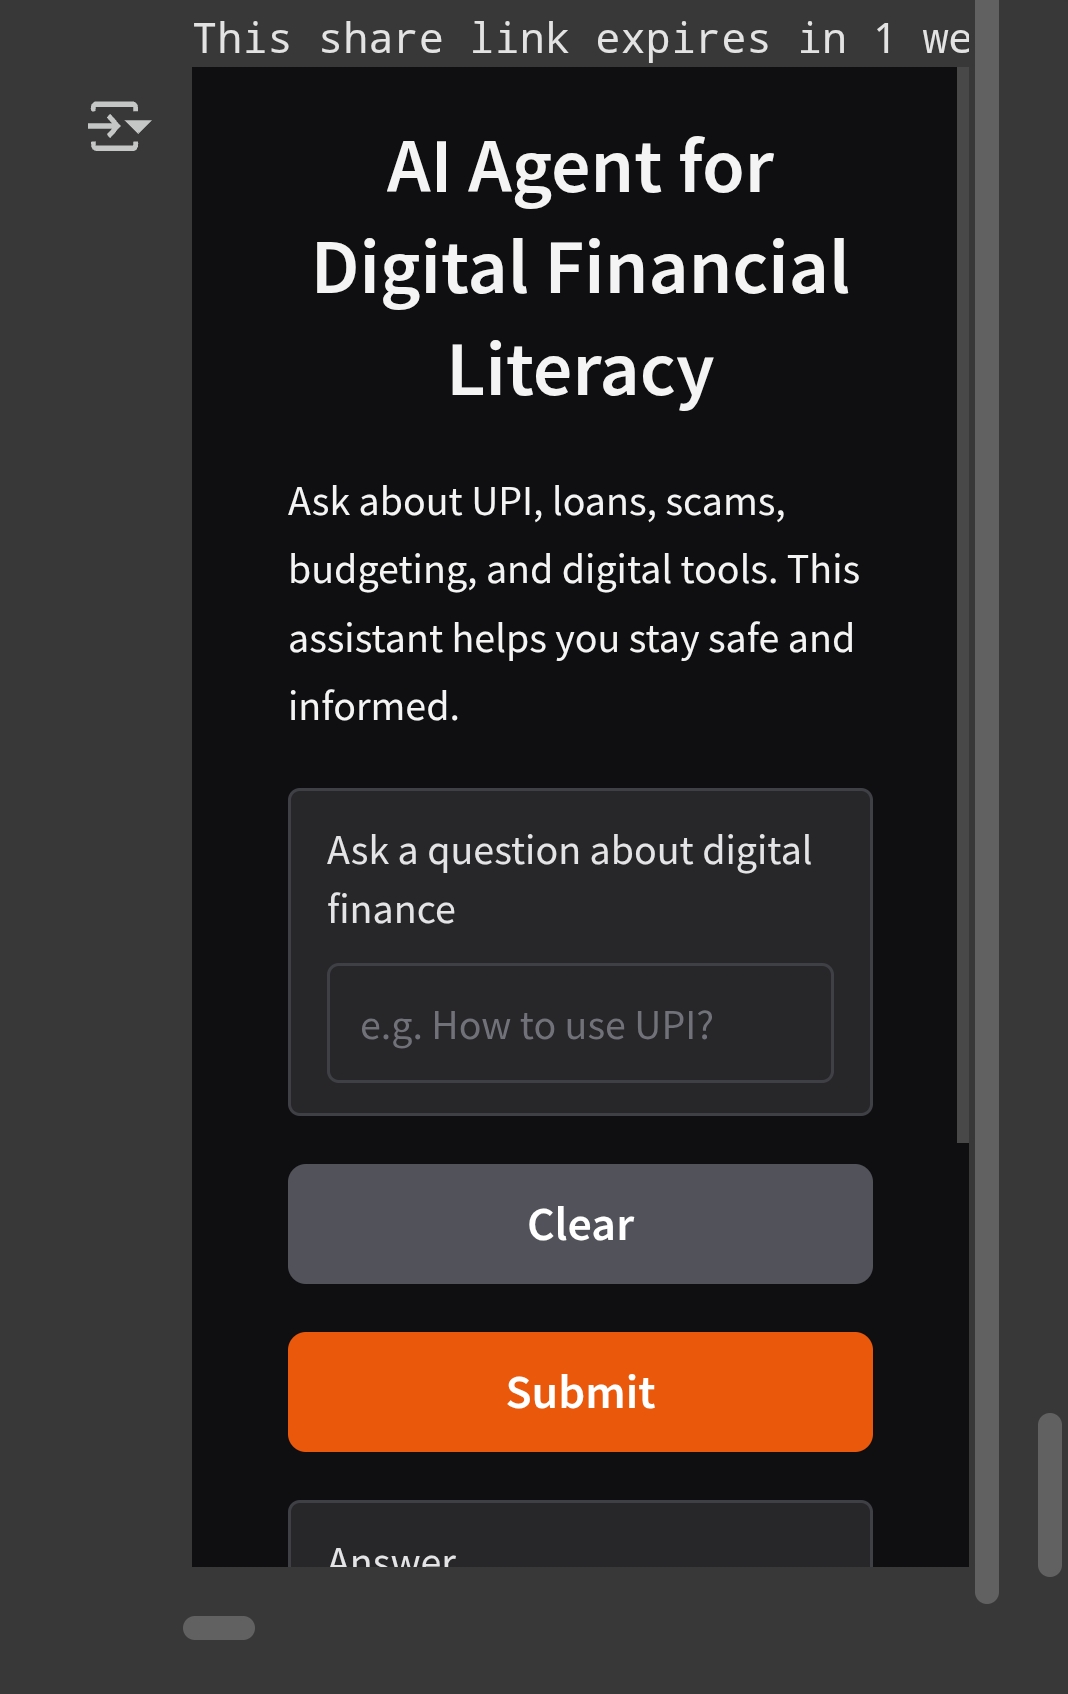 This share link expires in 1 we
AI Agent for
Digital Financial
Literacy
Ask about UPI, loans, scams,
budgeting, and digital tools. This
assistant helps you stay safe and
informed.
Ask a question about digital
finance
e.g. How to use UPI?
Clear
Submit
Answer